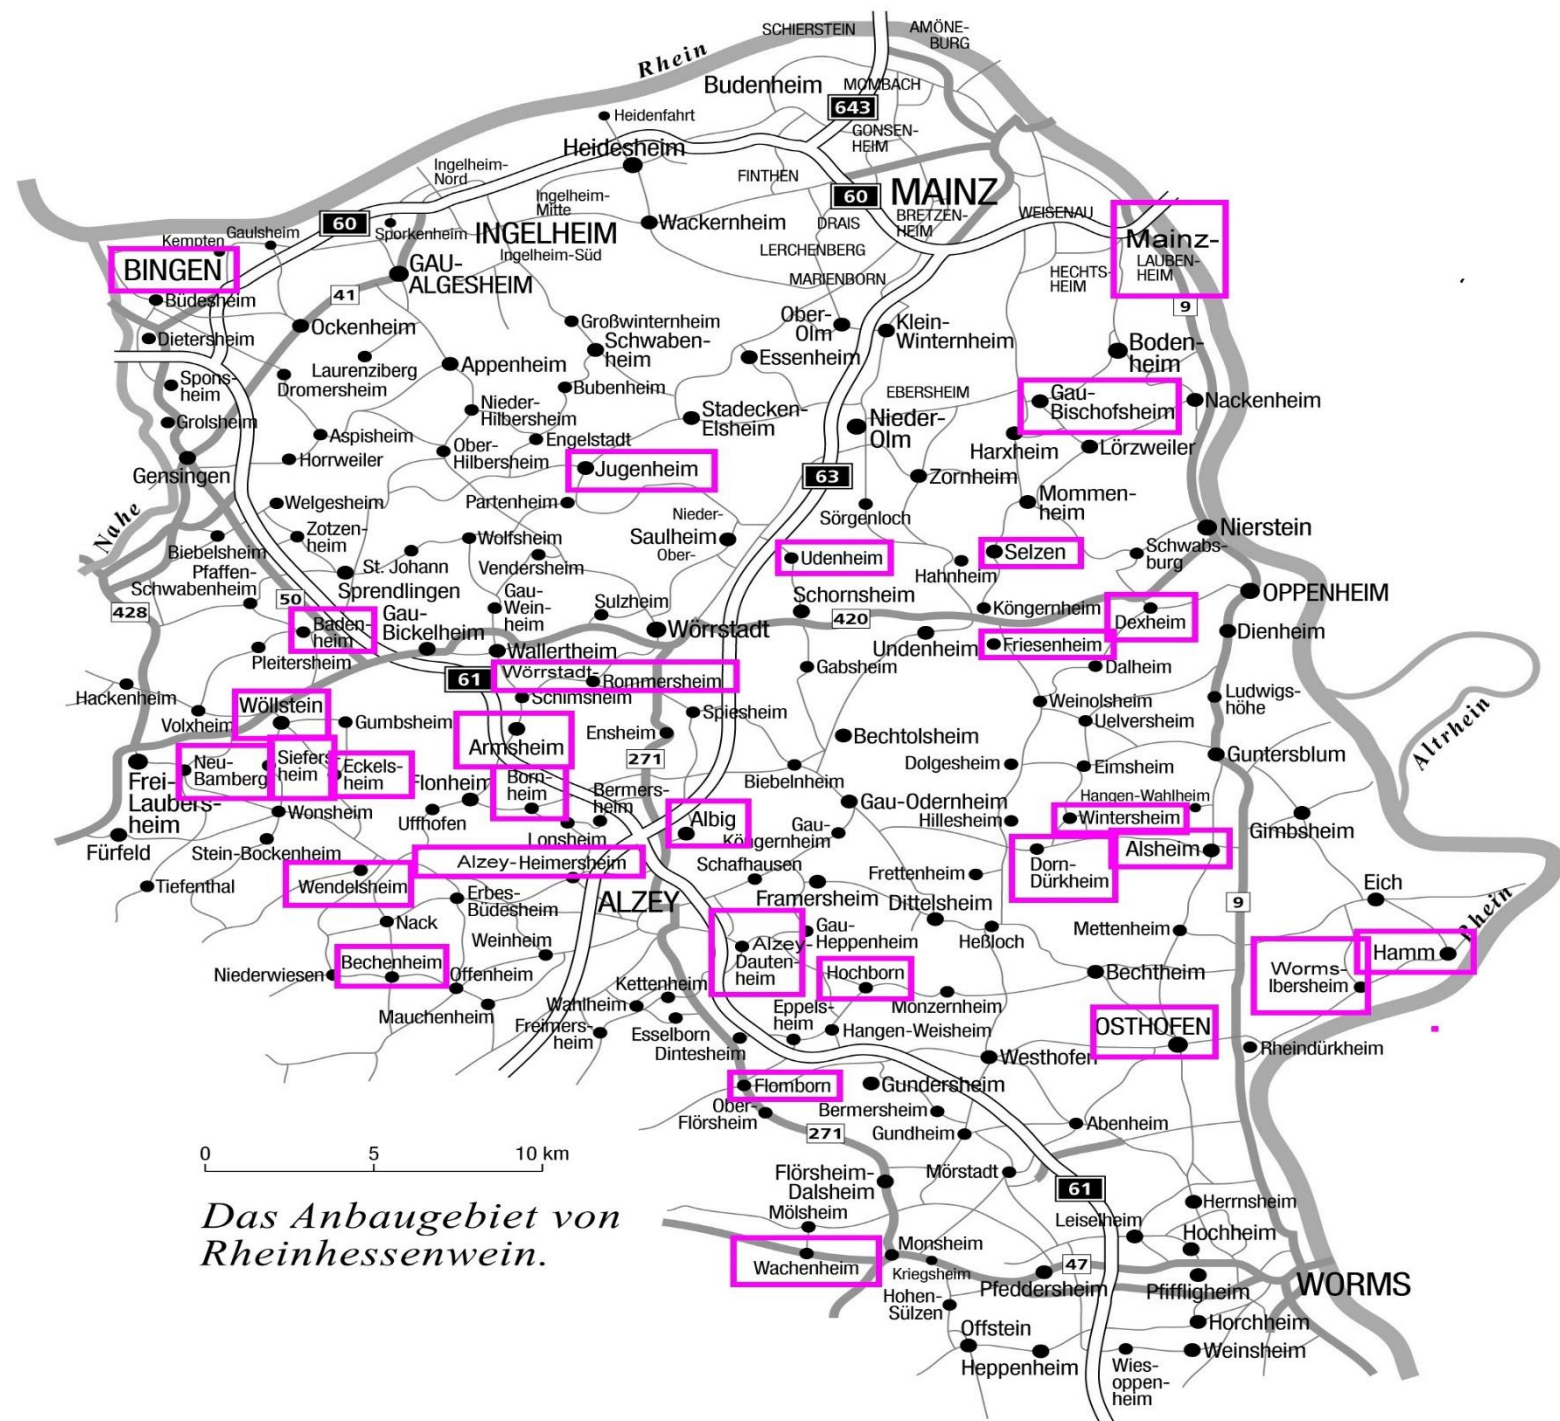 SCHIERSTEIN
AMÖNE-
BURG
Rhein
Budenheim
MOMBACH
643
Heidenfahrt
GONSEN-
HEIM
Heidesheim
Ingelheim-
Nord
FINTHEN
60
MAINZ
Ingelheim-
Mitte
Wackernheim
DRAIS
BRETZEN-
HEIM
WEISENAU
60
Sporkenheim
INGELHEIM
Ingelheim-Süd
Gaulsheim
Kempten
LERCHENBERG
Mainz-
LAUBEN-
HEIM
BINGEN
GAU-
ALGESHEIM
MARIENBORN
HECHTS-
HEIM
Büdesheim
41
9
Ockenheim
Großwinternheim
Ober-
Olm
Klein-
Winternheim
Dietersheim
Laurenziberg
Appenheim
Schwaben-
heim
Essenheim
Boden-
heim
Spons-
heim
Dromersheim
Bubenheim
EBERSHEIM
Gau-
Bischofsheim
Nackenheim
Grolsheim
Nieder-
Hilbersheim
Stadecken-
Elsheim
Nieder-
Olm
Aspisheim
Engelstadt
Harxheim
Lörzweiler
Gensingen
Horrweiler
Ober-
Hilbersheim
Jugenheim
63
Zornheim
Welgesheim
Partenheim
Sörgenloch
Mommen-
heim
Nahe
Nieder-
Saulheim
Ober-
Nierstein
Biebelsheim
Zotzen-
heim
Wolfsheim
St. Johann
Vendersheim
Udenheim
Selzen
Schwabs-
burg
Hahnheim
Pfaffen-
Schwabenheim
Sprendlingen
50
428
Gau-
Wein-
heim
Sulzheim
Schornsheim
420
Köngernheim
Dexheim
OPPENHEIM
Baden-
heim
Gau-
Bickelheim
Wörrstadt
Undenheim
Friesenheim
Dienheim
Pleitersheim
Wallertheim
Gabsheim
Dalheim
61
Wörrstadt-
Rommersheim
Hackenheim
Schimsheim
Weinolsheim
Ludwigs-
höhe
Wöllstein
Volxheim
Gumbsheim
Spiesheim
Uelversheim
Armsheim
Ensheim
Bechtolsheim
Altrhein
Guntersblum
Frei-
Laubers-
heim
Neu-
Bamberg
Siefers-
heim
Eckels-
heim
Flonheim
Born-
heim
271
Biebelnheim
Dolgesheim
Eimsheim
Bermers-
heim
Hangen-Wahlheim
Gau-Odernheim
Wonsheim
Uffhofen
Albig
Hillesheim
Wintersheim
Gimbsheim
Fürfeld
Stein-Bockenheim
Lonsheim
Gau-
Köngernheim
Alsheim
Dorn-
Dürkheim
Alzey-Heimersheim
Schafhausen
Frettenheim
Tiefenthal
Wendelsheim
Erbes-
Büdesheim
ALZEY
Framersheim
Dittelsheim
Eich
9
Rhein
Nack
Weinheim
Gau-
Heppenheim
Heßloch
Mettenheim
Alzey-
Dauten-
heim
Hamm
Bechenheim
Niederwiesen
Offenheim
Hochborn
Bechtheim
Worms-
Ibersheim
Kettenheim
Mauchenheim
Wahlheim
Monzernheim
Freimers-
heim
Esselborn
Eppels-
heim
Hangen-Weisheim
OSTHOFEN
Dintesheim
Westhofen
Rheindürkheim
Flomborn
Gundersheim
Ober-
Flörsheim
Bermersheim
271
Gundheim
Abenheim
0 5 10 km
Flörsheim-
Dalsheim
Mörstadt
61
Das Anbaugebiet von
Rheinhessenwein.
Mölsheim
Leiselheim
Herrnsheim
Hochheim
Wachenheim
Monsheim
Kriegsheim
47
Pfeddersheim
Pfiffligheim
WORMS
Hohen-
Sülzen
Offstein
Horchheim
Heppenheim
Weinsheim
Wies-
oppen-
heim